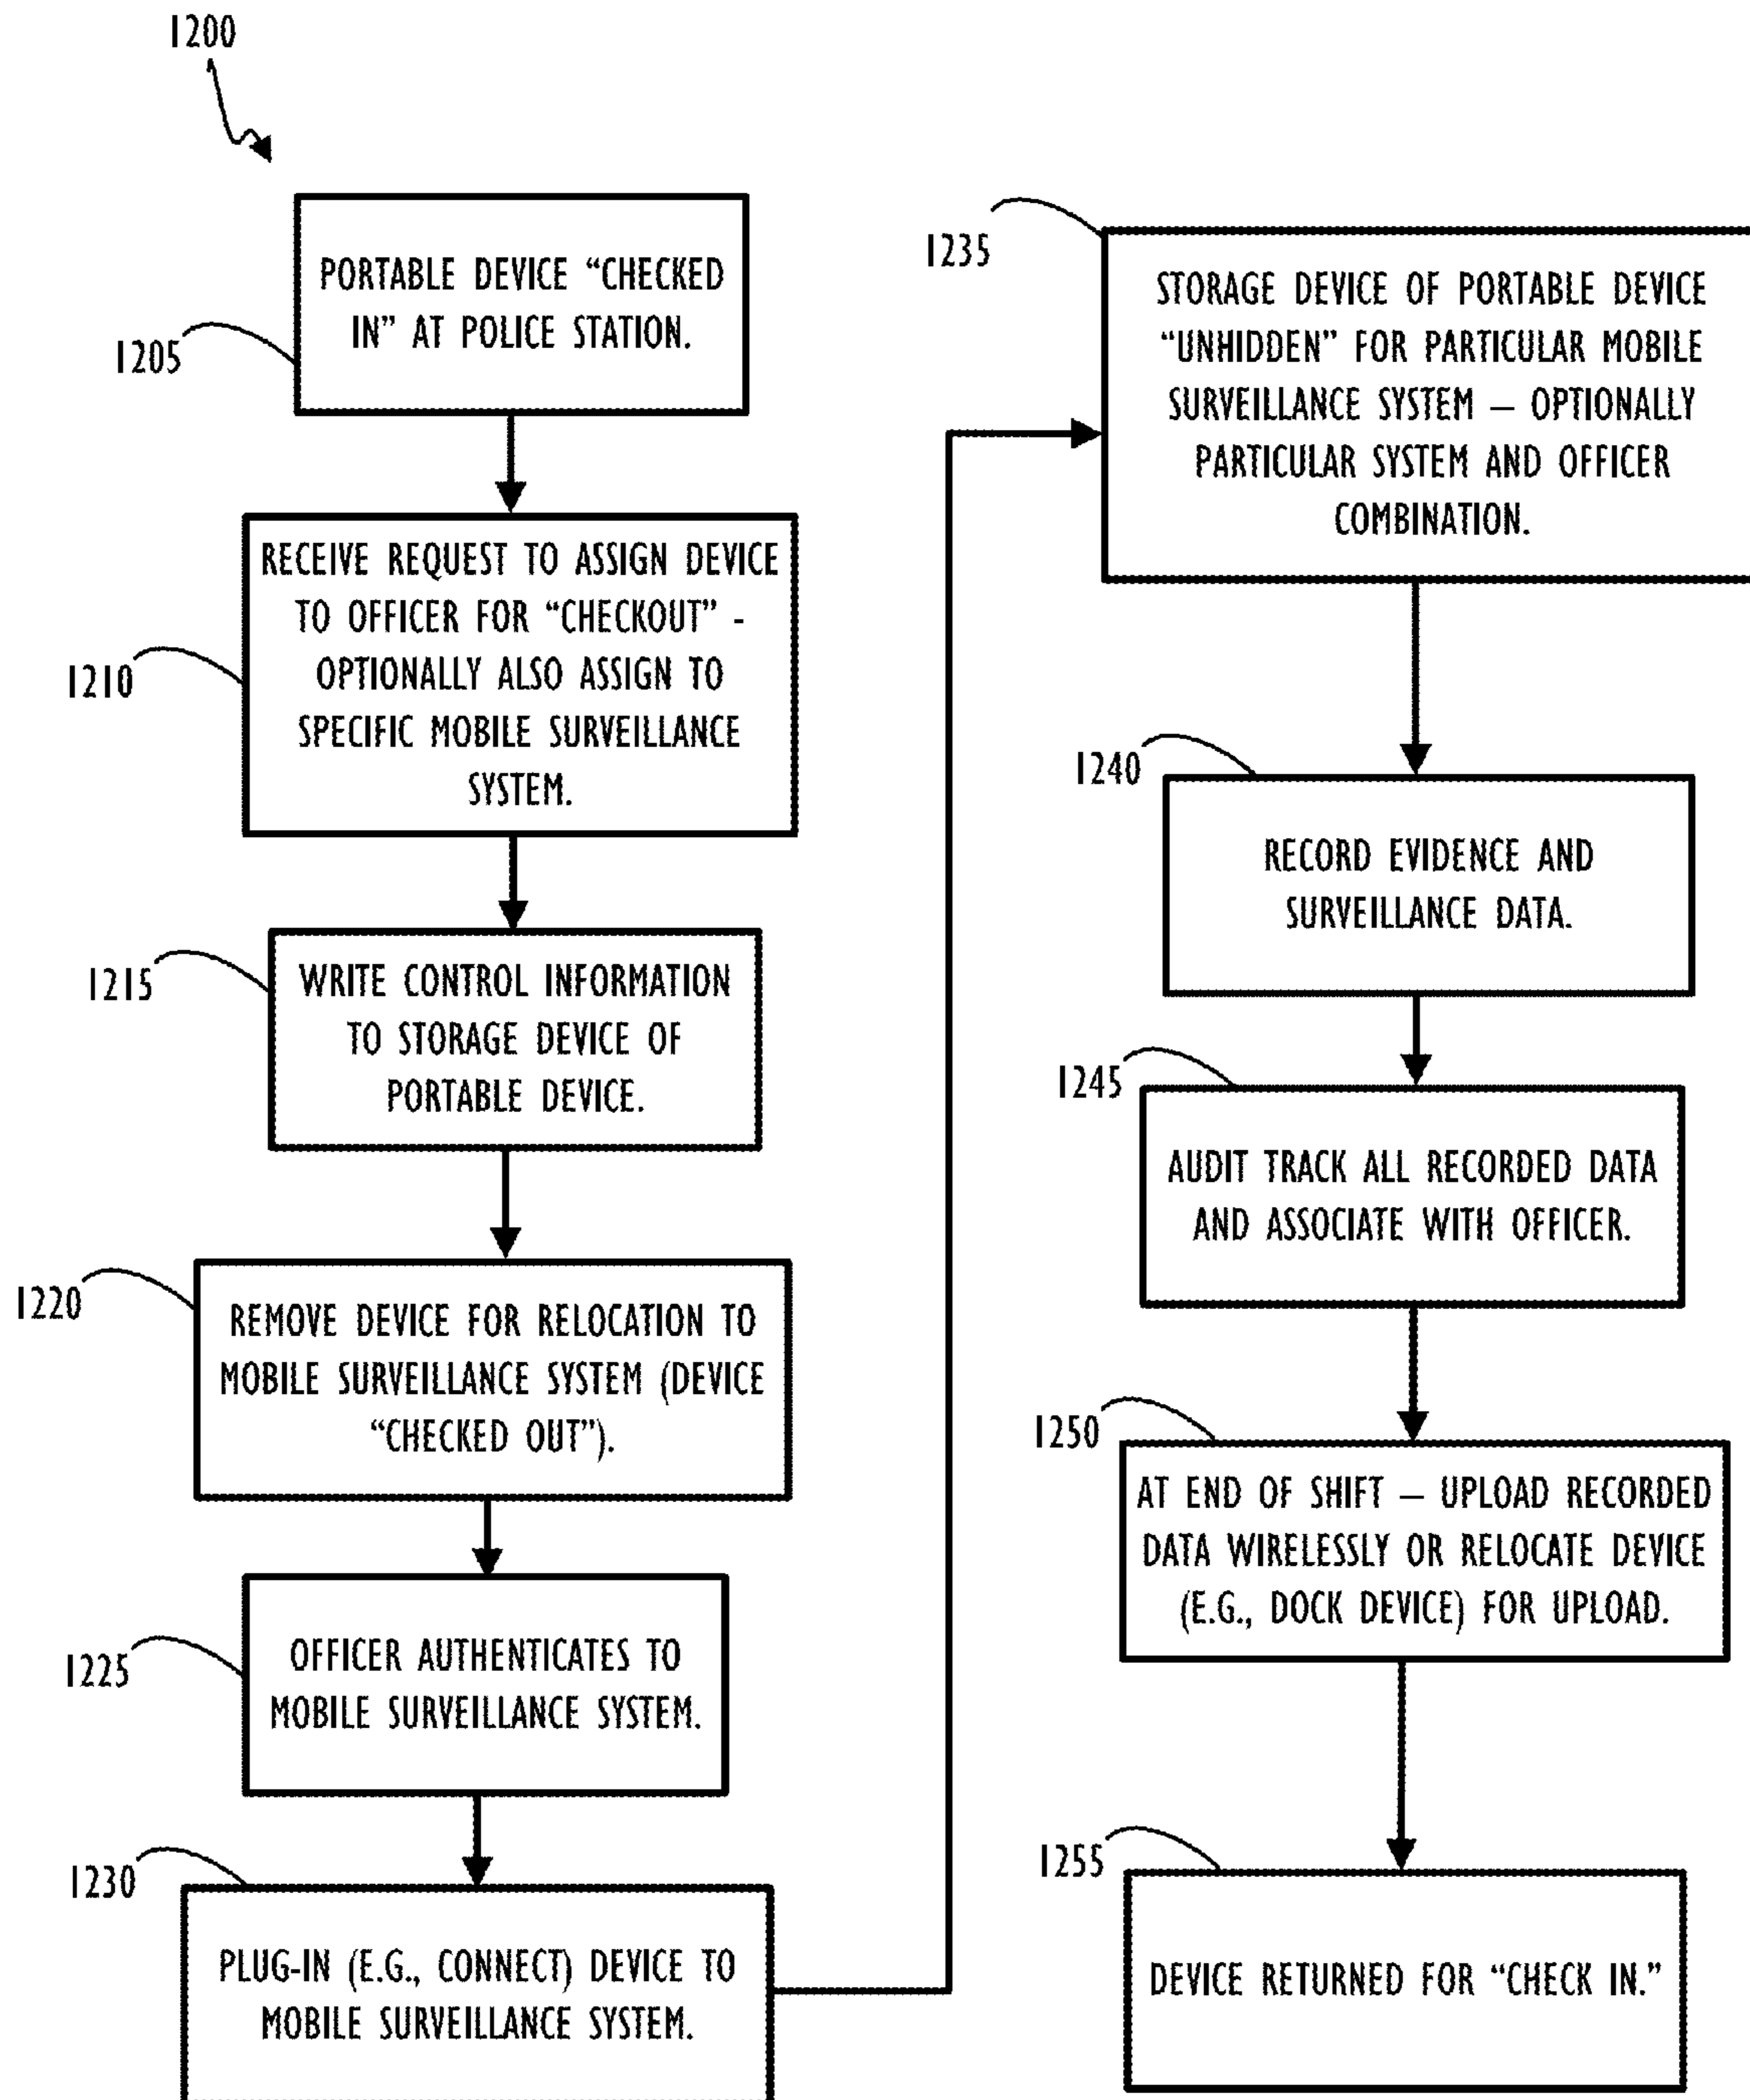 1200
PORTABLE DEVICE “CHECKED
IN” AT POLICE STATION.
1205
RECEIVE REQUEST TO ASSIGN DEVICE
TO OFFICER FOR “CHECKOUT” -
OPTIONALLY ALSO ASSIGN TO
SPECIFIC MOBILE SURVEILLANCE
SYSTEM.
1210
WRITE CONTROL INFORMATION
TO STORAGE DEVICE OF
PORTABLE DEVICE.
1215
REMOVE DEVICE FOR RELOCATION TO
MOBILE SURVEILLANCE SYSTEM (DEVICE
“CHECKED OUT”).
1220
OFFICER AUTHENTICATES TO
MOBILE SURVEILLANCE SYSTEM.
1225
PLUG-IN (E.G., CONNECT) DEVICE TO
MOBILE SURVEILLANCE SYSTEM.
1230
1235
STORAGE DEVICE OF PORTABLE DEVICE
“UNHIDDEN” FOR PARTICULAR MOBILE
SURVEILLANCE SYSTEM – OPTIONALLY
PARTICULAR SYSTEM AND OFFICER
COMBINATION.
1240
RECORD EVIDENCE AND
SURVEILLANCE DATA.
1245
AUDIT TRACK ALL RECORDED DATA
AND ASSOCIATE WITH OFFICER.
1250
AT END OF SHIFT – UPLOAD RECORDED
DATA WIRELESSLY OR RELOCATE DEVICE
(E.G., DOCK DEVICE) FOR UPLOAD.
1255
DEVICE RETURNED FOR “CHECK IN.”